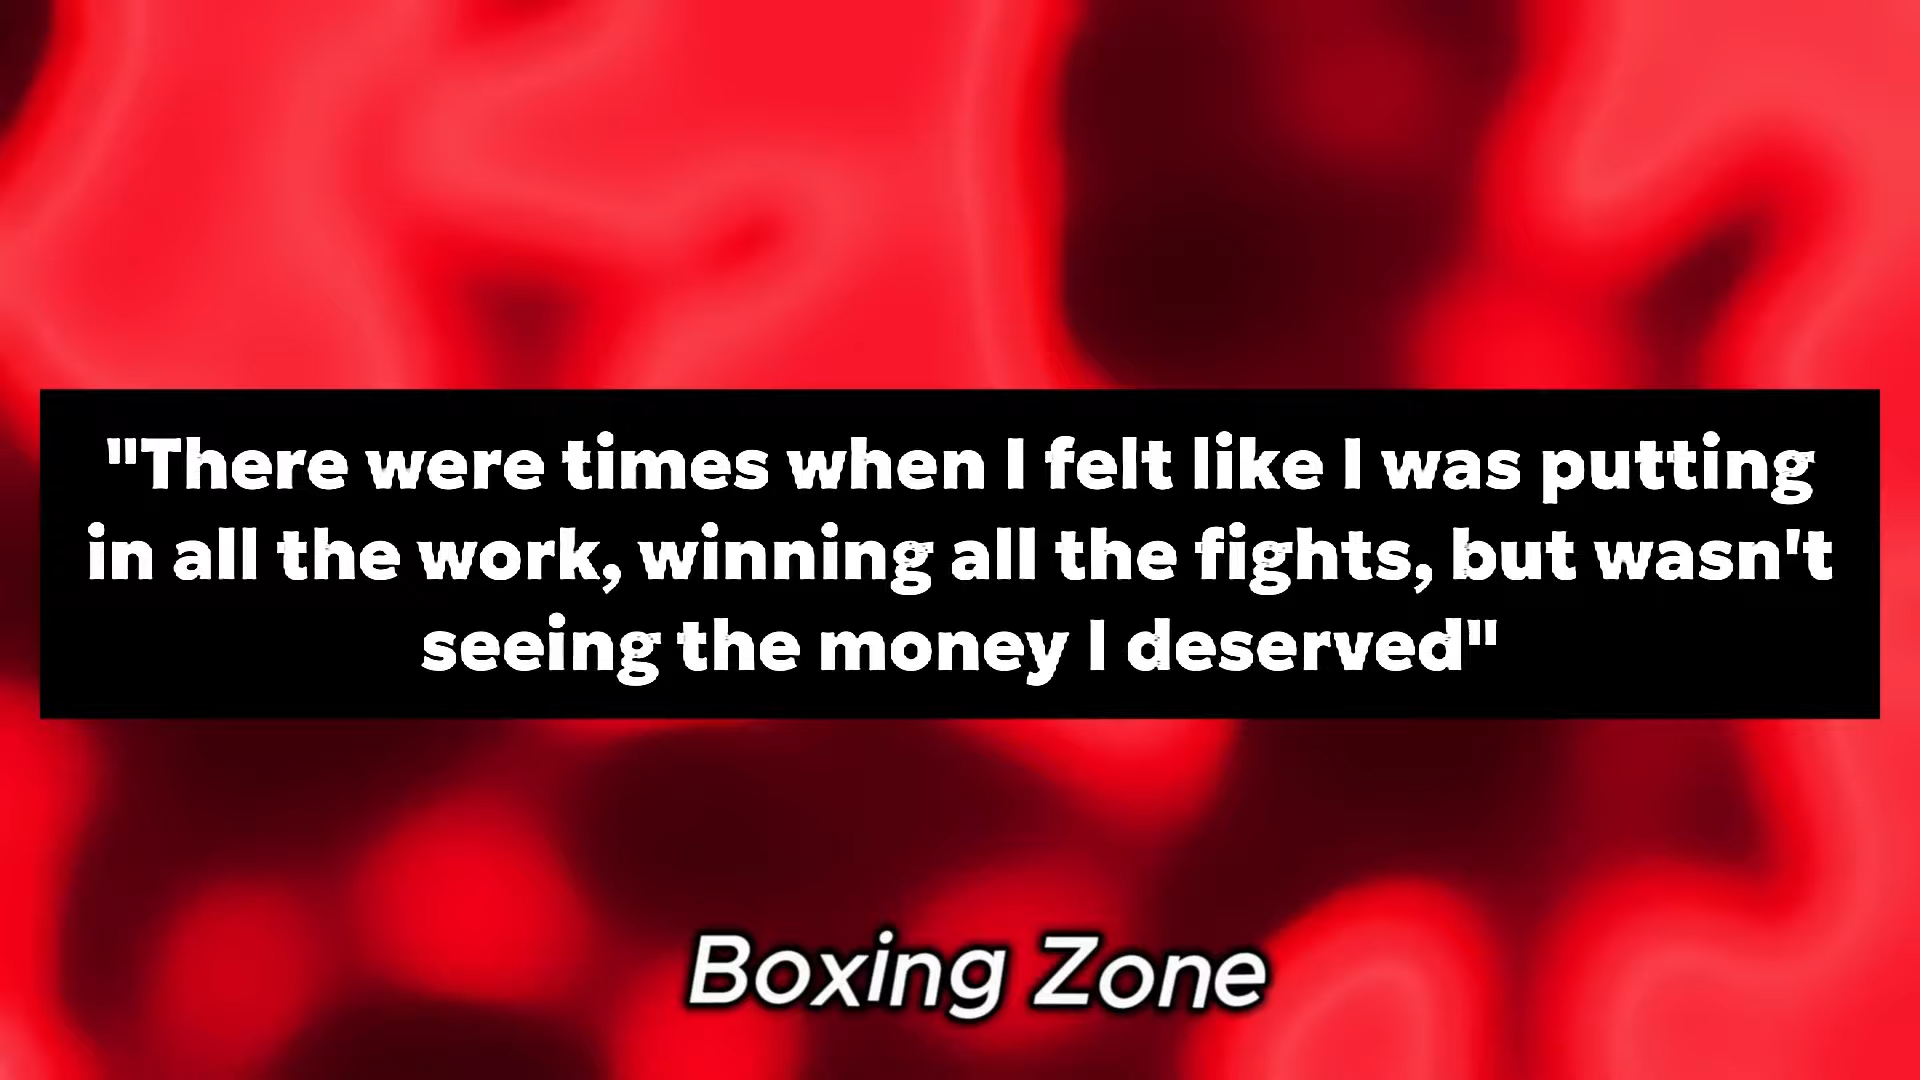 "There were times when I felt like I was putting
in all the work, winning all the fights, but wasn't
seeing the money I deserved"
Boxing Zone